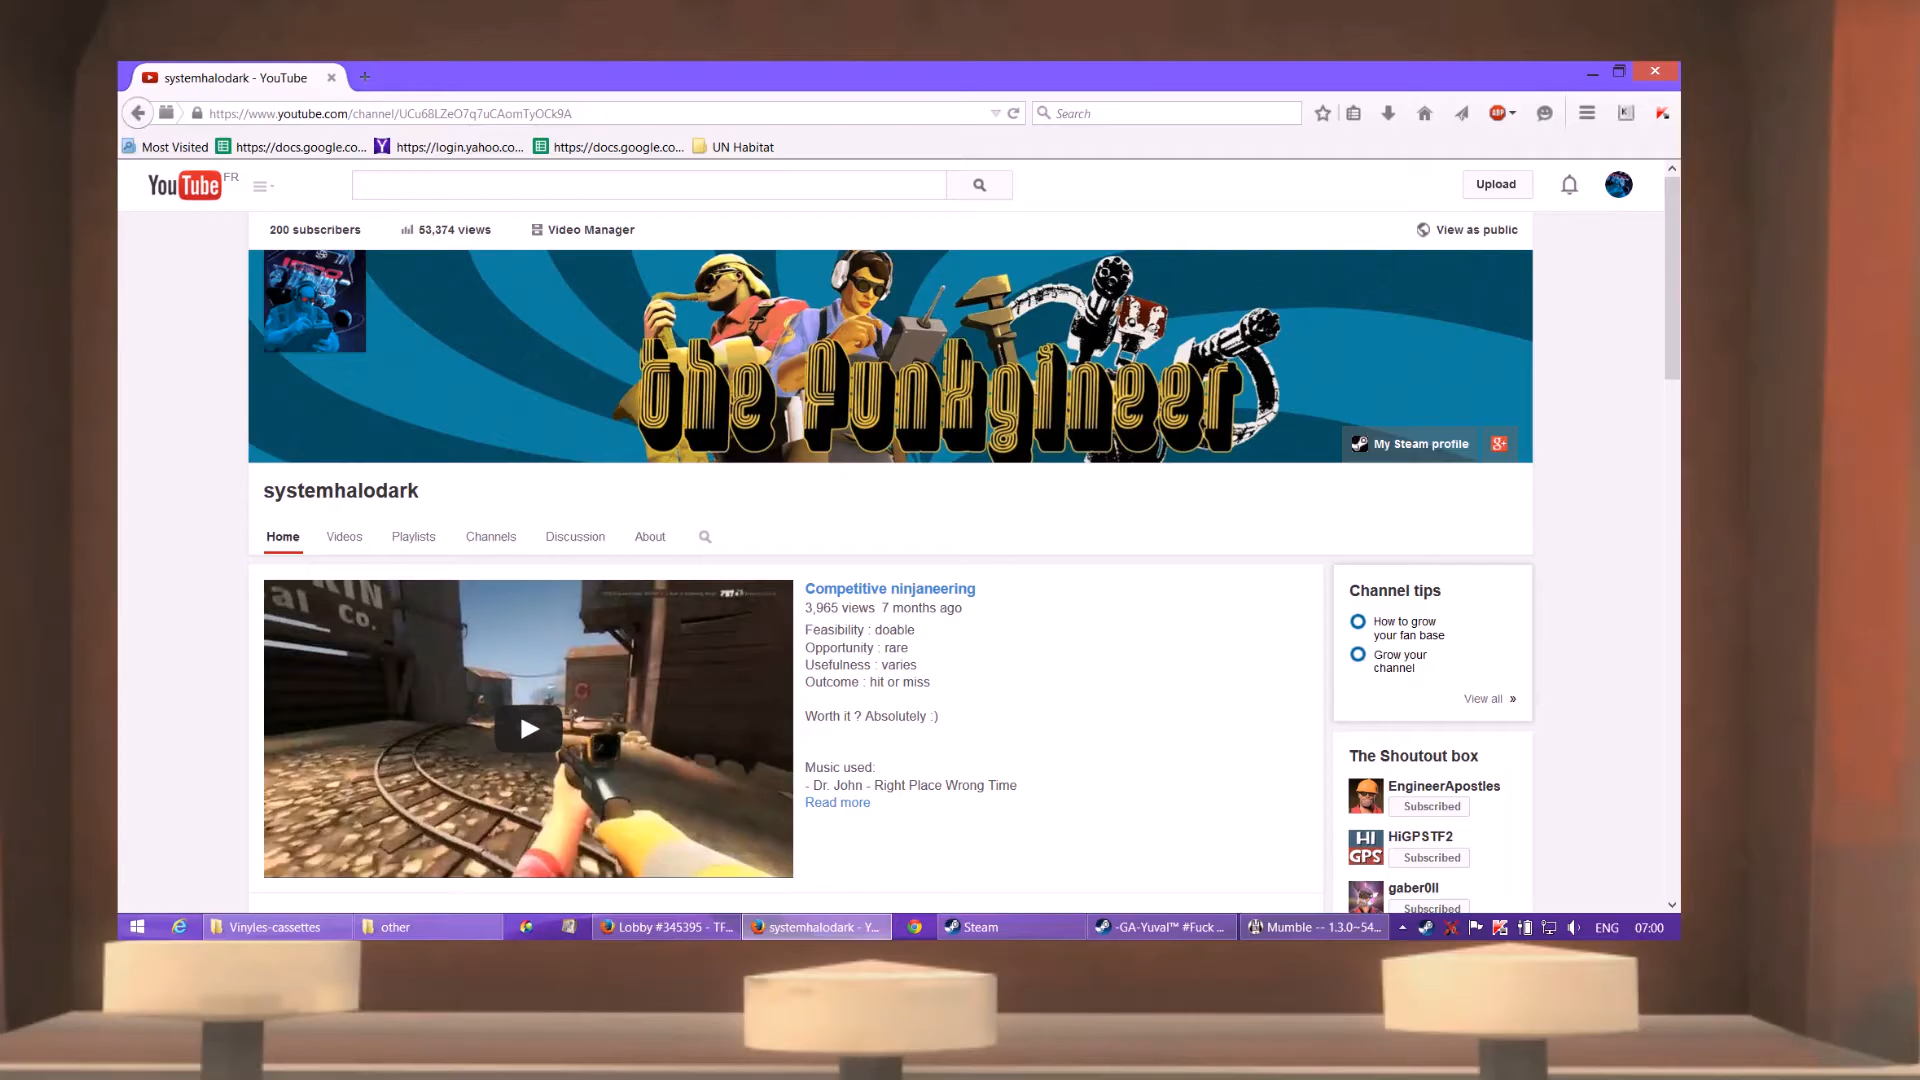 systemhalodark - YouTube
https://www.youtube.com/channel/UCu68LZeO7q7uCAomTyOCk9A
Search
ABP
K
Most Visited
https://docs.google.co...
https://login.yahoo.co...
https://docs.google.co...
UN Habitat
YouTube FR
Upload
200 subscribers
53,374 views
Video Manager
View as public
the Funkgineer
My Steam profile
g+
systemhalodark
Home
Videos
Playlists
Channels
Discussion
About
al
Co.
Competitive ninjaneering
3,965 views 7 months ago
Feasibility : doable
Opportunity : rare
Usefulness : varies
Outcome : hit or miss
Worth it ? Absolutely :)
Music used:
- Dr. John - Right Place Wrong Time
Read more
Channel tips
How to grow
your fan base
Grow your
channel
View all »
The Shoutout box
EngineerApostles
Subscribed
HI
GPS
HiGPSTF2
Subscribed
gaber0ll
Subscribed
Vinyles-cassettes
other
Lobby #345395 - TF...
systemhalodark - Y...
Steam
-GA-Yuval™ #Fuck ...
Mumble -- 1.3.0~54...
ENG
07:00